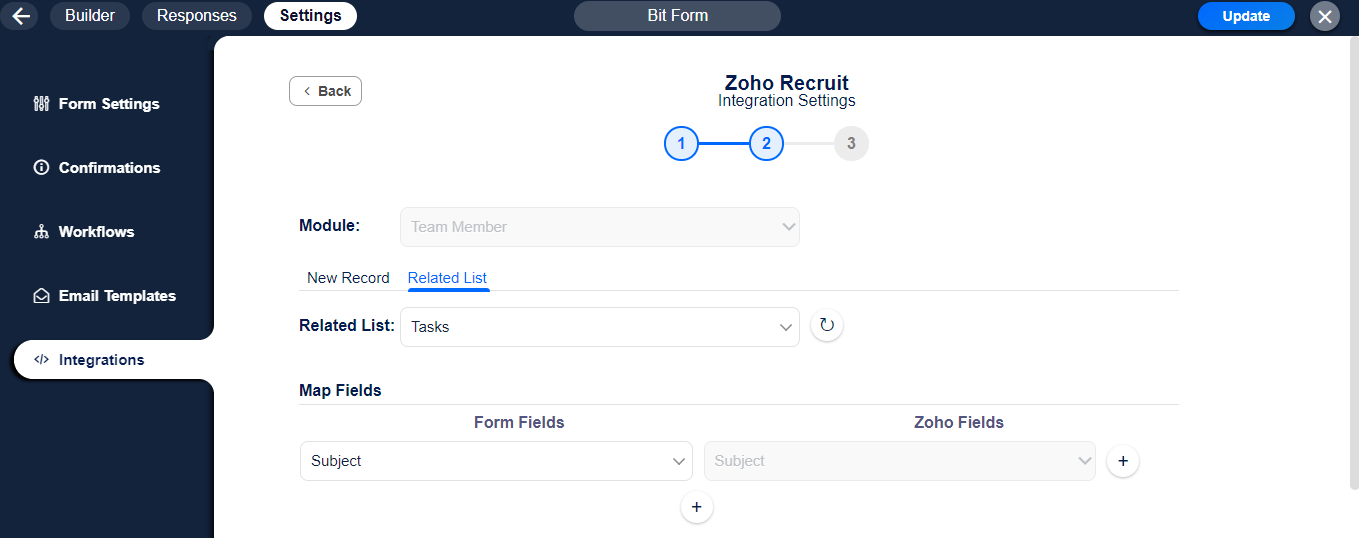 Builder Responses Settings Bit Form Update
Form Settings
Confirmations
Workflows
Email Templates
Integrations
Back
Zoho Recruit
Integration Settings
1 2 3
Module: Team Member
New Record Related List
Related List: Tasks
Map Fields
Form Fields Zoho Fields
Subject Subject +
+